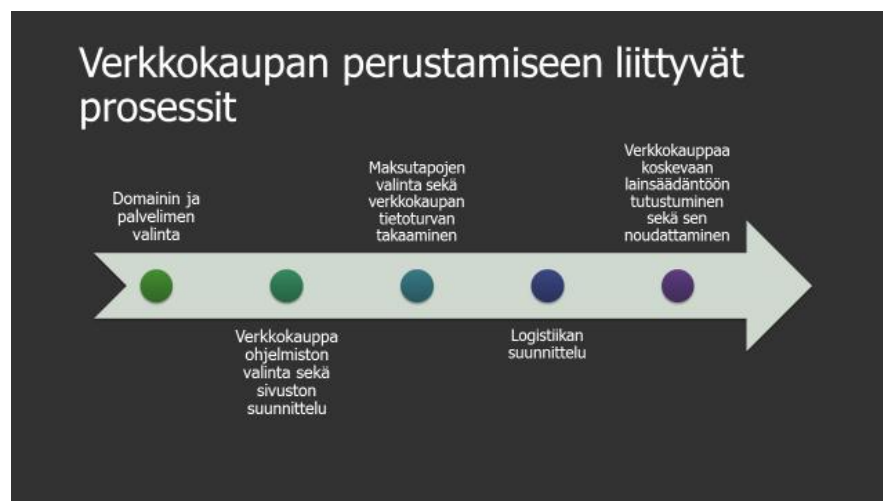 Verkkokaupan perustamiseen liittyvät
prosessit
Domainin ja
palvelimen
valinta
Verkkokauppa
ohjelmiston
valinta sekä
sivuston
suunnittelu
Maksutapojen
valinta sekä
verkkokaupan
tietoturvan
takaaminen
Logistiikan
suunnittelu
Verkkokauppaa
koskevaan
lainsäädäntöön
tutustuminen
sekä sen
noudattaminen